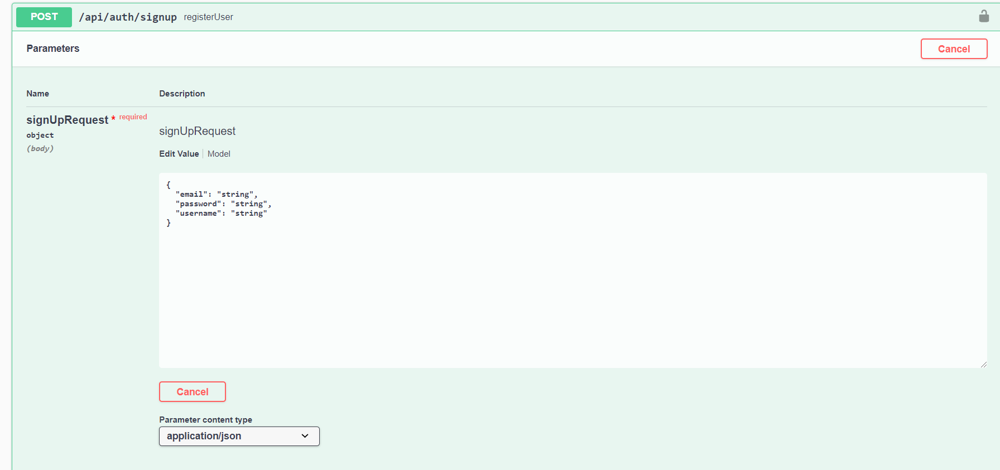 POST /api/auth/signup registerUser
Parameters Cancel
Name Description
signUpRequest * required
object
(body)
signUpRequest
Edit Value Model
{
  "email": "string",
  "password": "string",
  "username": "string"
}
Cancel
Parameter content type
application/json